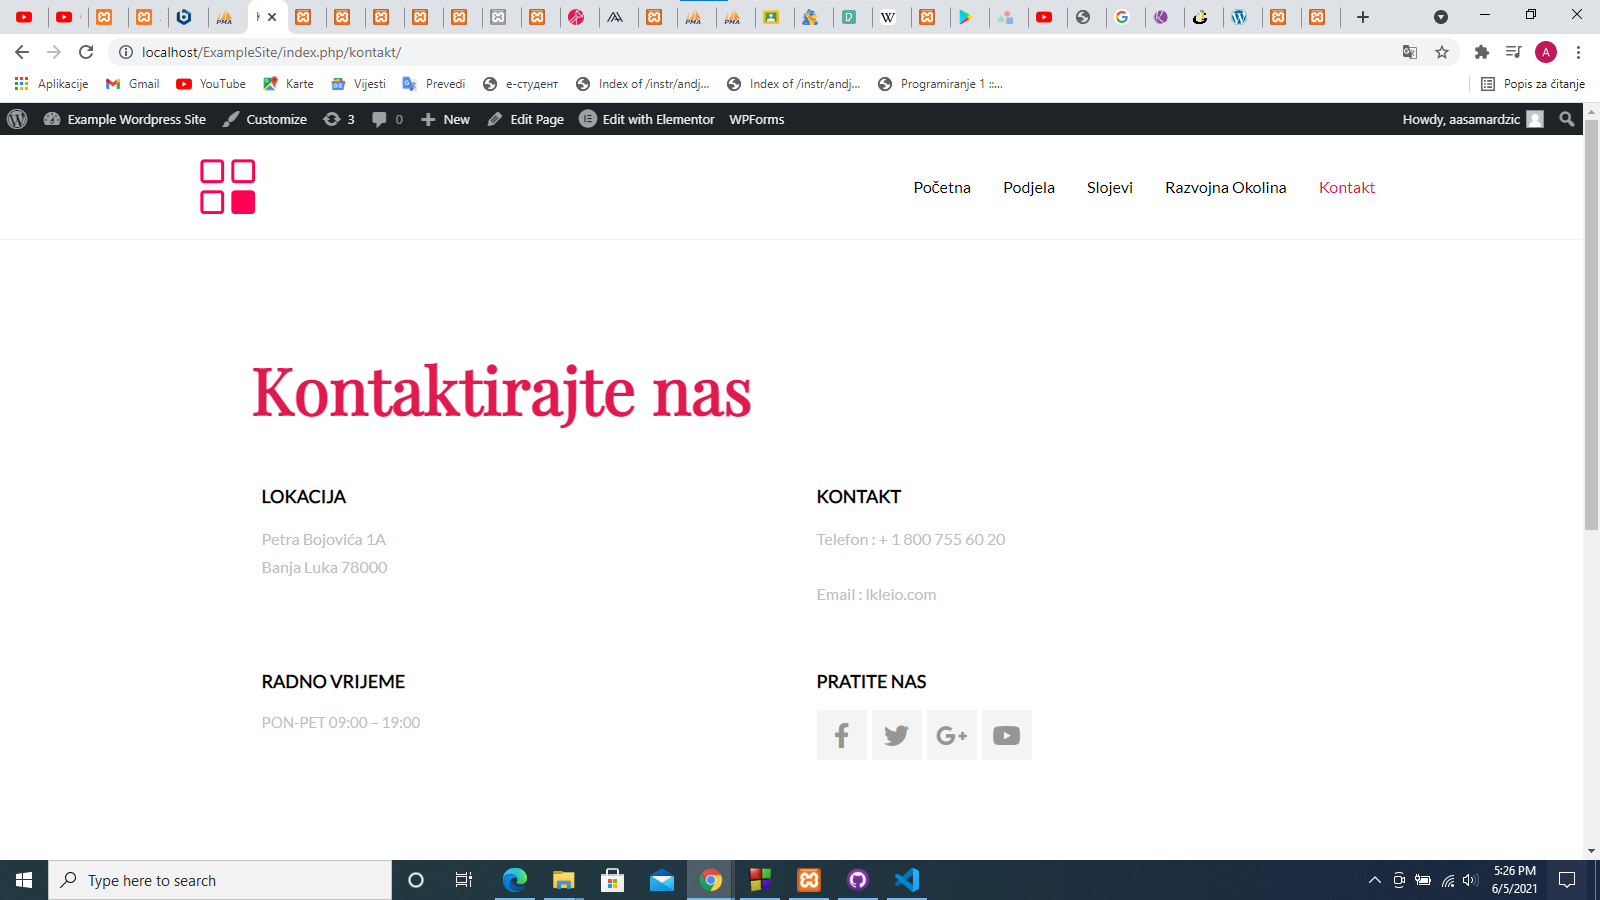 localhost/ExampleSite/index.php/kontakt/
Aplikacije Gmail YouTube Karte Vijesti Prevedi е-студент Index of /instr/andj... Index of /instr/andj... Programiranje 1 ::... Popis za čitanje
Example Wordpress Site Customize 3 0 New Edit Page Edit with Elementor WPForms Howdy, aasamardzic
Početna Podjela Slojevi Razvojna Okolina Kontakt
Kontaktirajte nas
LOKACIJA
Petra Bojovića 1A
Banja Luka 78000
KONTAKT
Telefon : + 1 800 755 60 20
Email : lkleio.com
RADNO VRIJEME
PON-PET 09:00 – 19:00
PRATITE NAS
Type here to search
5:26 PM
6/5/2021